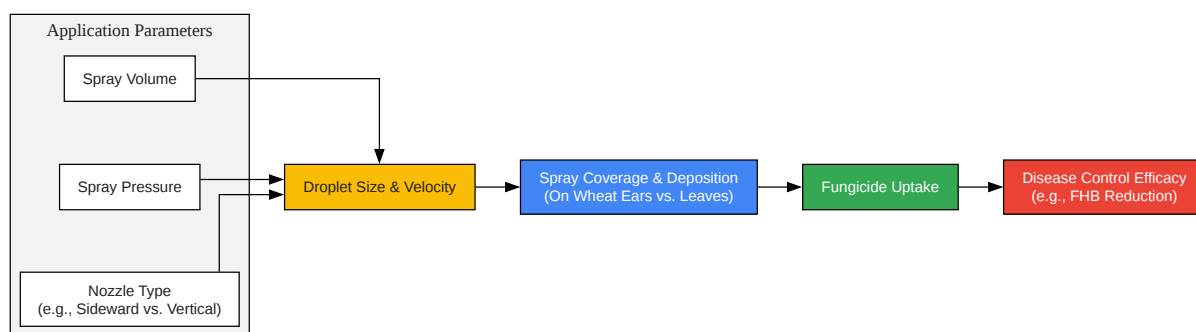 Application Parameters
Spray Volume
Spray Pressure
Nozzle Type
(e.g., Sideward vs. Vertical)
Droplet Size & Velocity
Spray Coverage & Deposition
(On Wheat Ears vs. Leaves)
Fungicide Uptake
Disease Control Efficacy
(e.g., FHB Reduction)